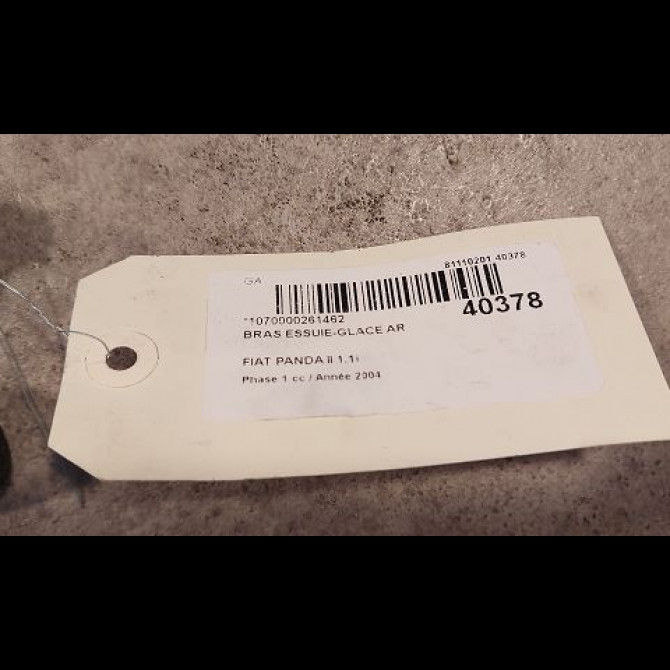 81110201 40378
GA
40378
*1070000261462
BRAS ESSUIE-GLACE AR
FIAT PANDA II 1.1i
Phase 1 cc / Année 2004